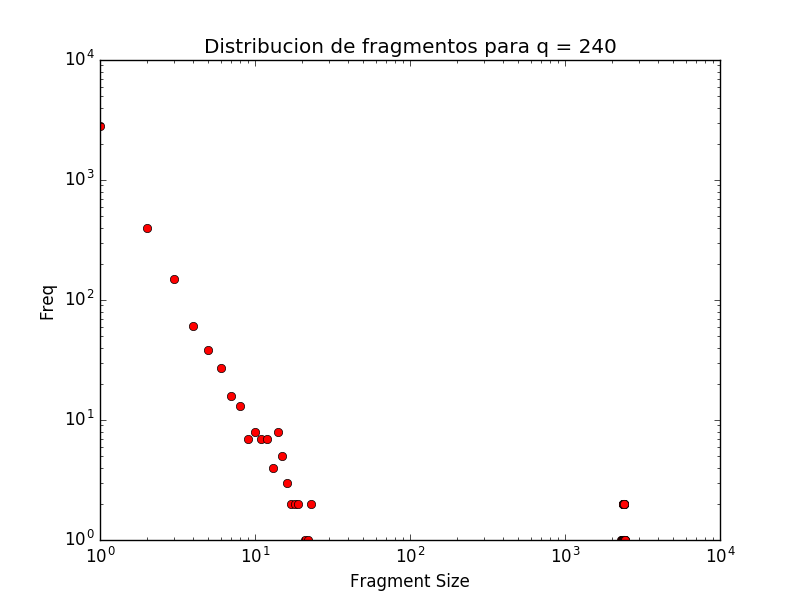 Distribucion de fragmentos para q = 240
10^4
10^3
10^2
10^1
10^0
Freq
10^0 10^1 10^2 10^3 10^4
Fragment Size